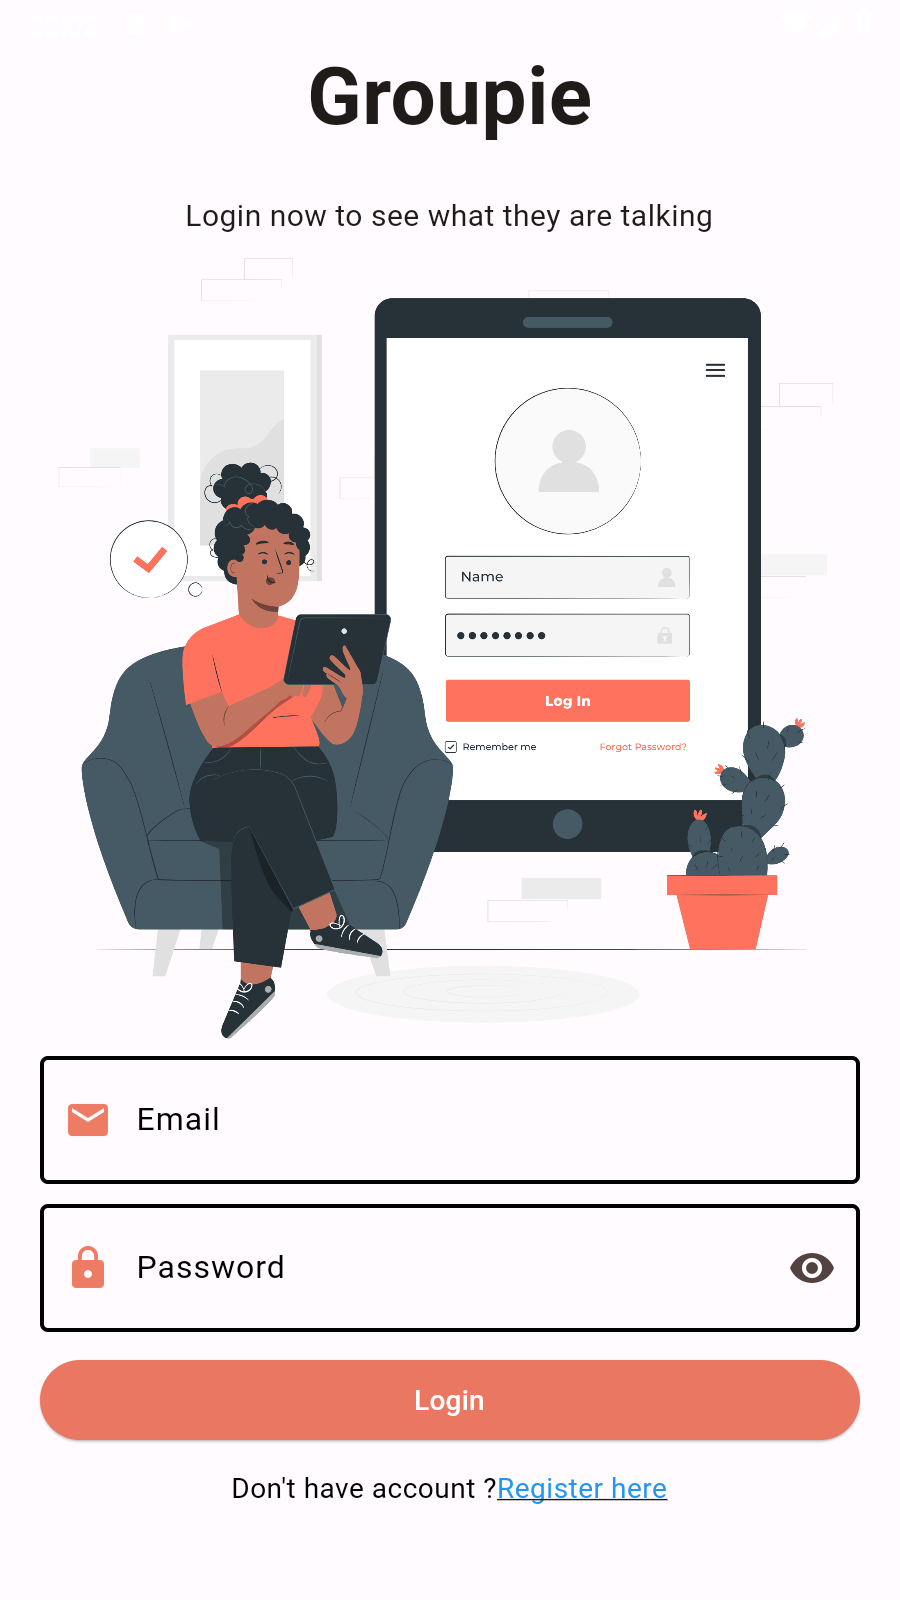 Groupie
Login now to see what they are talking
Name
Log In
Remember me Forgot Password?
Email
Password
Login
Don't have account ?Register here